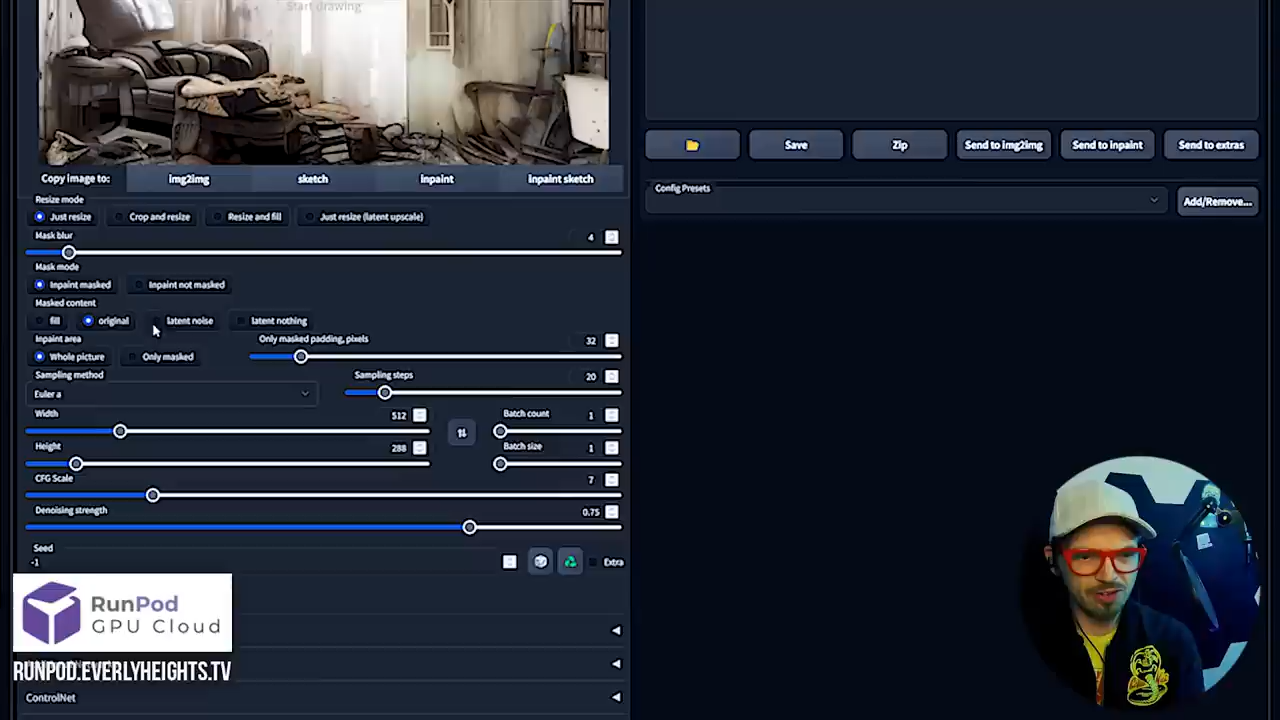 Start drawing
Save
Zip
Send to img2img
Send to inpaint
Send to extras
Copy image to:
img2img
sketch
inpaint
inpaint sketch
Config Presets
Add/Remove...
Resize mode
Just resize
Crop and resize
Resize and fill
Just resize (latent upscale)
Mask blur
4
Mask mode
Inpaint masked
Inpaint not masked
Masked content
fill
original
latent noise
latent nothing
Inpaint area
Only masked padding, pixels
32
Whole picture
Only masked
Sampling method
Sampling steps
20
Euler a
Width
512
Batch count
1
Height
288
Batch size
1
CFG Scale
7
Denoising strength
0.75
Seed
-1
Extra
RunPod
GPU Cloud
RUNPOD.EVERLYHEIGHTS.TV
ControlNet